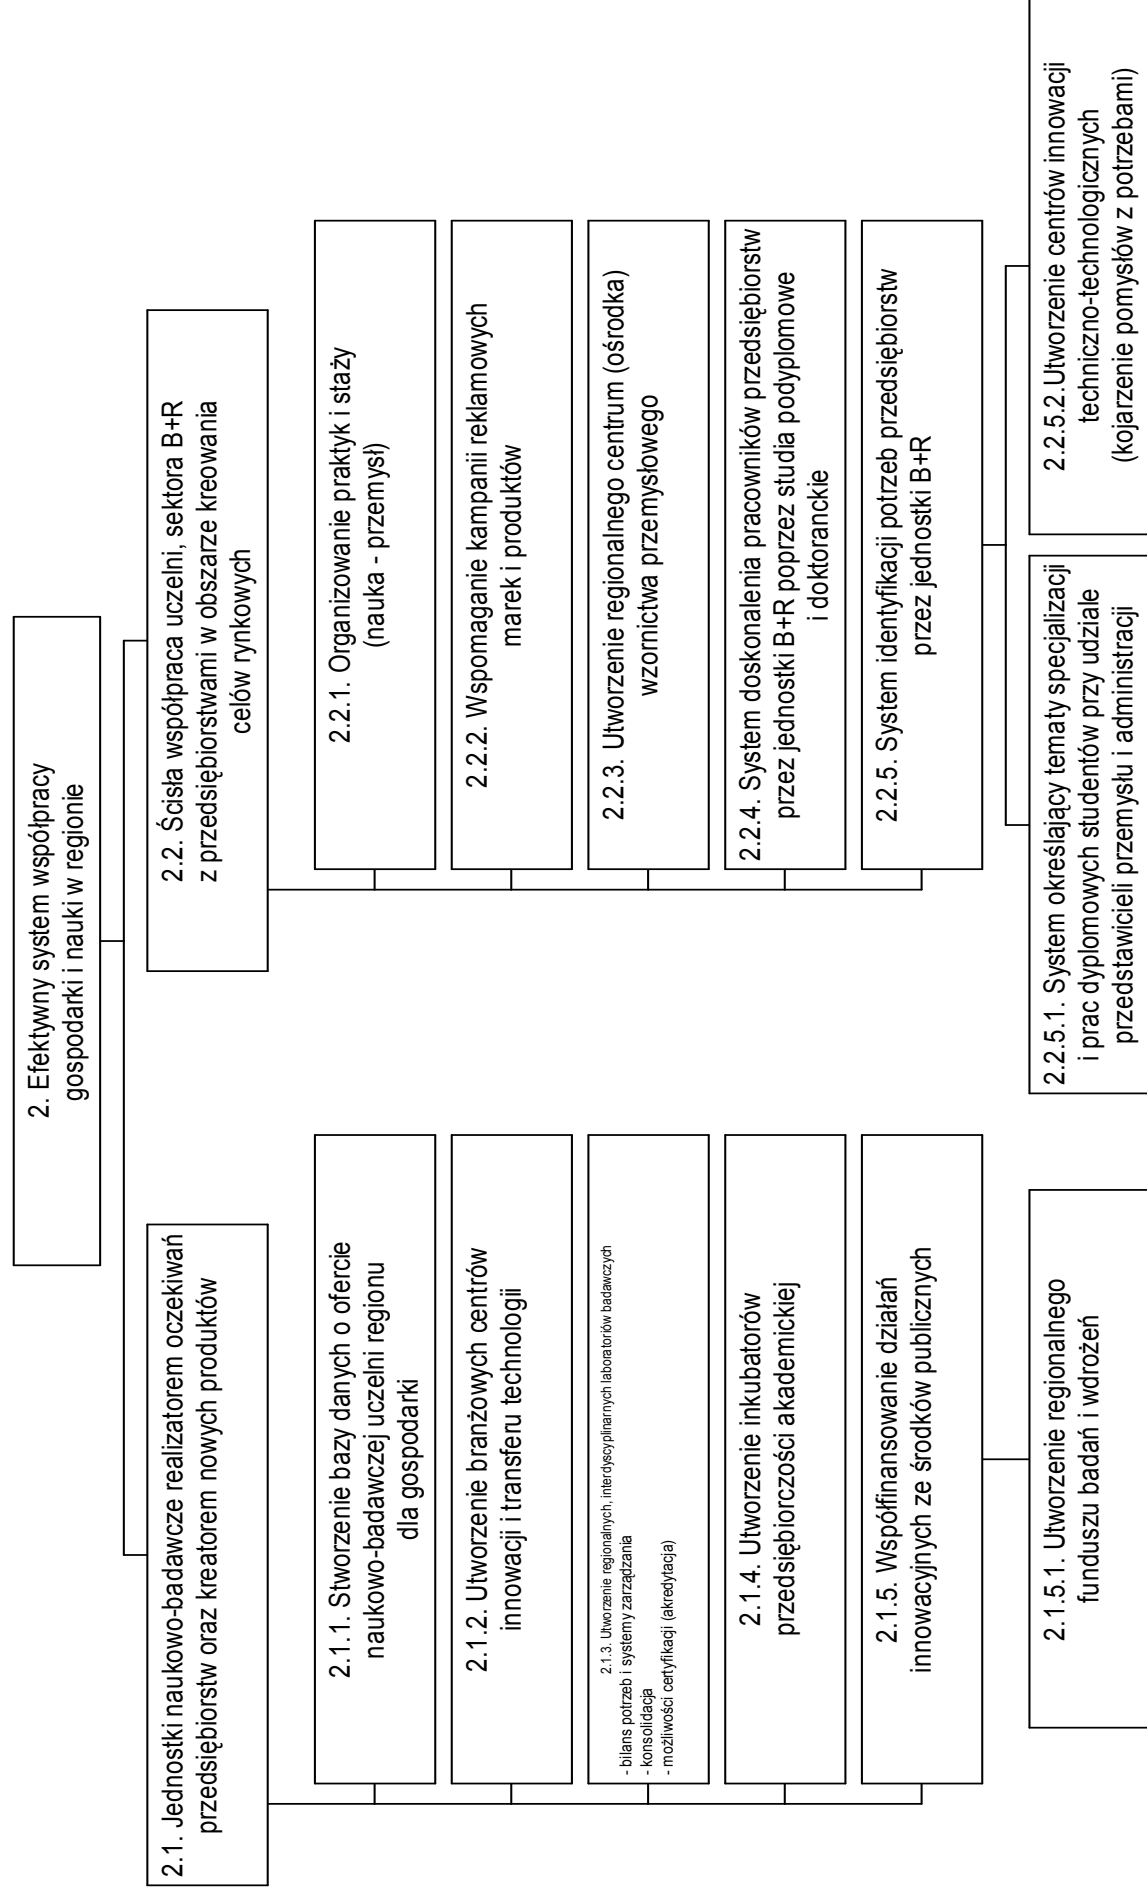 2. Efektywny system współpracy
gospodarki i nauki w regionie
2.1. Jednostki naukowo-badawcze realizatorem oczekiwań
przedsiębiorstw oraz kreatorem nowych produktów
2.1.1. Stworzenie bazy danych o ofercie
naukowo-badawczej uczelni regionu
dla gospodarki
2.1.2. Utworzenie branżowych centrów
innowacji i transferu technologii
2.1.3. Utworzenie regionalnych, interdyscyplinarnych laboratoriów badawczych
- bilans potrzeb i systemy zarządzania
- konsolidacja
- możliwości certyfikacji (akredytacja)
2.1.4. Utworzenie inkubatorów
przedsiębiorczości akademickiej
2.1.5. Współfinansowanie działań
innowacyjnych ze środków publicznych
2.1.5.1. Utworzenie regionalnego
funduszu badań i wdrożeń
2.2. Ścisła współpraca uczelni, sektora B+R
z przedsiębiorstwami w obszarze kreowania
celów rynkowych
2.2.1. Organizowanie praktyk i staży
(nauka - przemysł)
2.2.2. Wspomaganie kampanii reklamowych
marek i produktów
2.2.3. Utworzenie regionalnego centrum (ośrodka)
wzornictwa przemysłowego
2.2.4. System doskonalenia pracowników przedsiębiorstw
przez jednostki B+R poprzez studia podyplomowe
i doktoranckie
2.2.5. System identyfikacji potrzeb przedsiębiorstw
przez jednostki B+R
2.2.5.1. System określający tematy specjalizacji
i prac dyplomowych studentów przy udziale
przedstawicieli przemysłu i administracji
2.2.5.2.Utworzenie centrów innowacji
techniczno-technologicznych
(kojarzenie pomysłów z potrzebami)